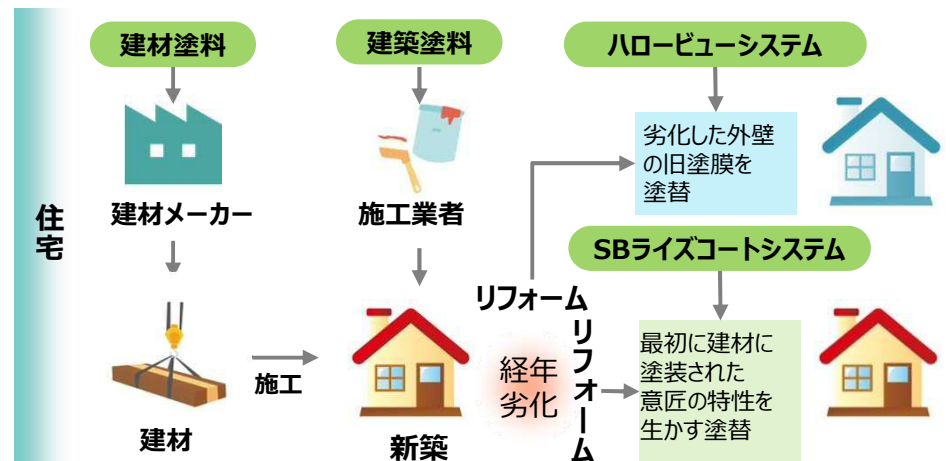 住宅
建材塗料
建材メーカー
建材
施工
建築塗料
施工業者
新築
経年
劣化
リフォーム
リフォーム
ハロービューシステム
劣化した外壁
の旧塗膜を
塗替
SBライズコートシステム
最初に建材に
塗装された
意匠の特性を
生かす塗替